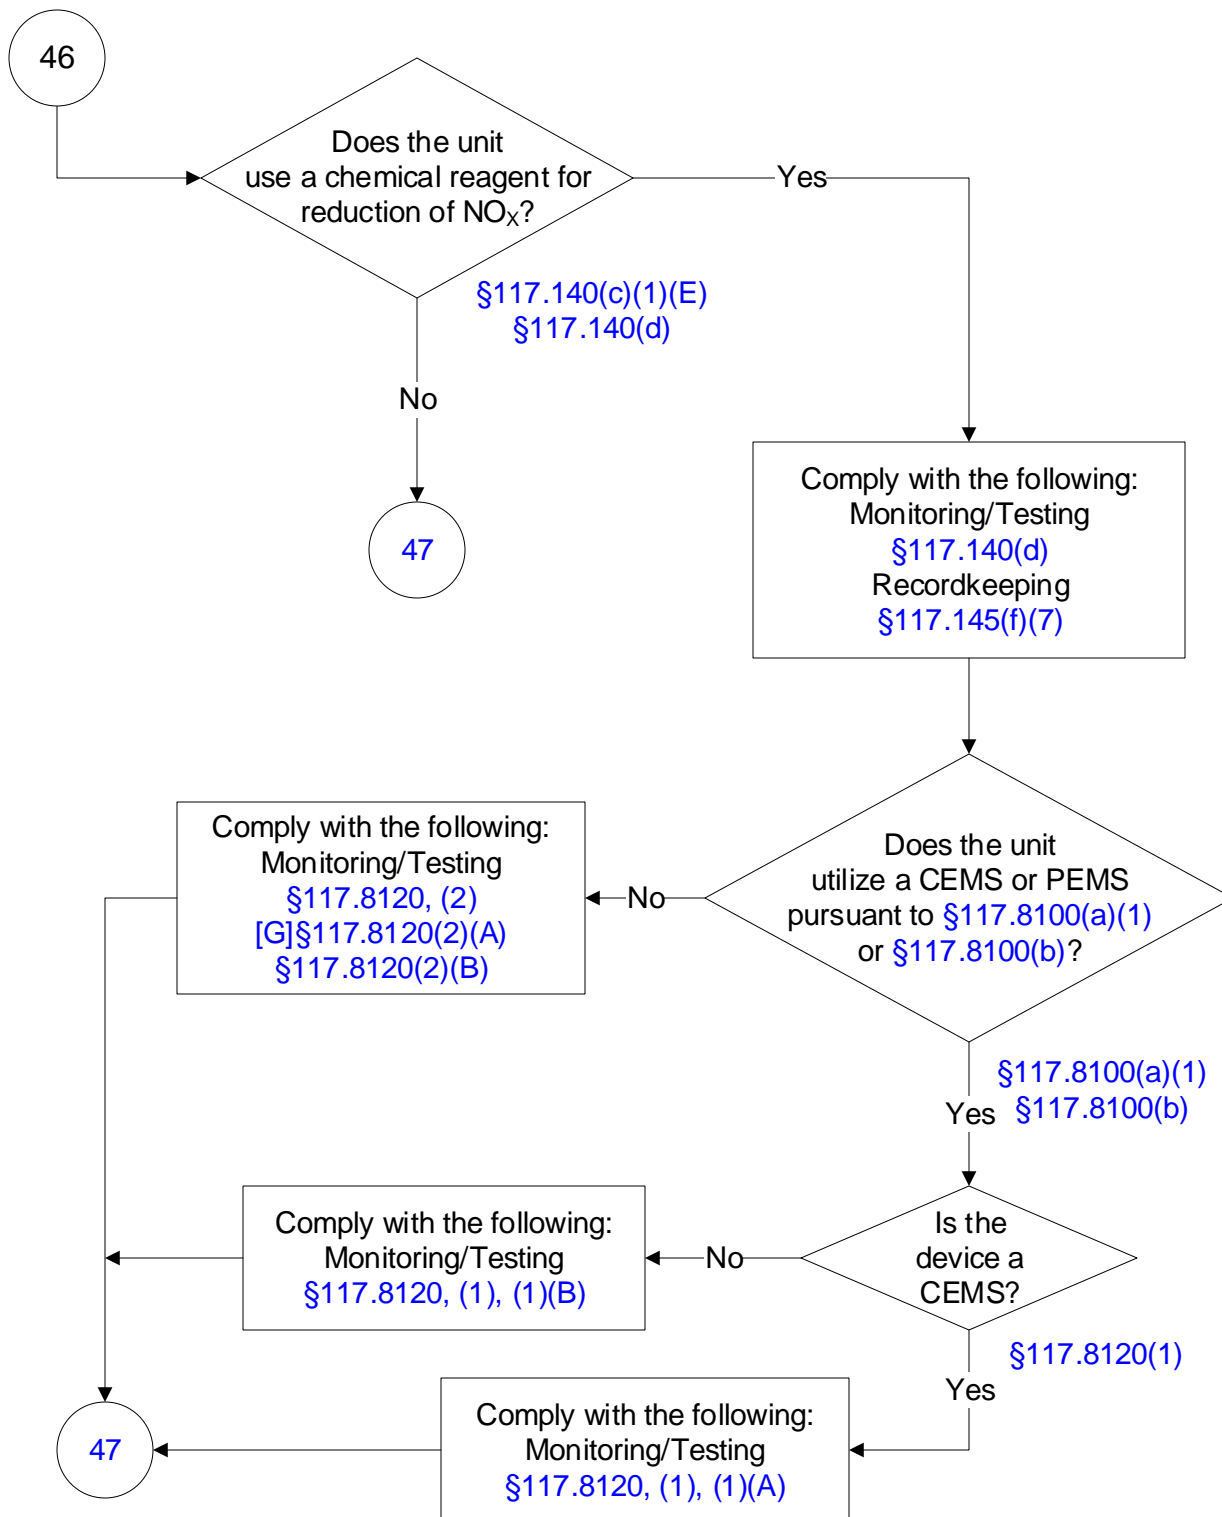 46
Does the unit
use a chemical reagent for
reduction of NOX?
Yes
§117.140(c)(1)(E)
§117.140(d)
No
47
Comply with the following:
Monitoring/Testing
§117.140(d)
Recordkeeping
§117.145(f)(7)
Does the unit
utilize a CEMS or PEMS
pursuant to §117.8100(a)(1)
or §117.8100(b)?
No
Comply with the following:
Monitoring/Testing
§117.8120, (2)
[G]§117.8120(2)(A)
§117.8120(2)(B)
§117.8100(a)(1)
§117.8100(b)
Yes
Is the
device a
CEMS?
No
Comply with the following:
Monitoring/Testing
§117.8120, (1), (1)(B)
§117.8120(1)
Yes
Comply with the following:
Monitoring/Testing
§117.8120, (1), (1)(A)
47